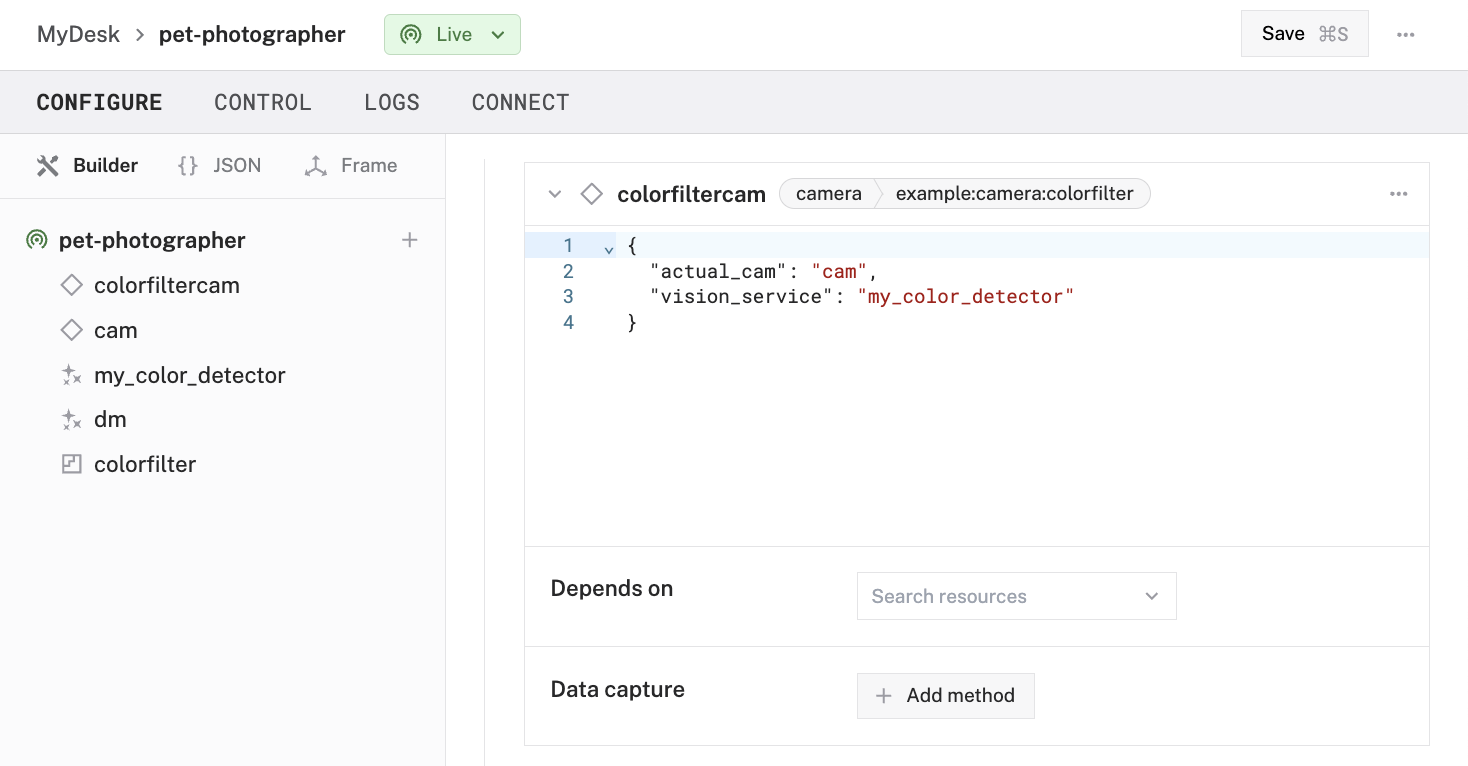 MyDesk > pet-photographer Live Save ⌘S ...
CONFIGURE CONTROL LOGS CONNECT
Builder {} JSON Frame
pet-photographer +
colorfiltercam
cam
my_color_detector
dm
colorfilter
colorfiltercam camera example:camera:colorfilter ...
1 {
2 "actual_cam": "cam",
3 "vision_service": "my_color_detector"
4 }
Depends on Search resources
Data capture + Add method